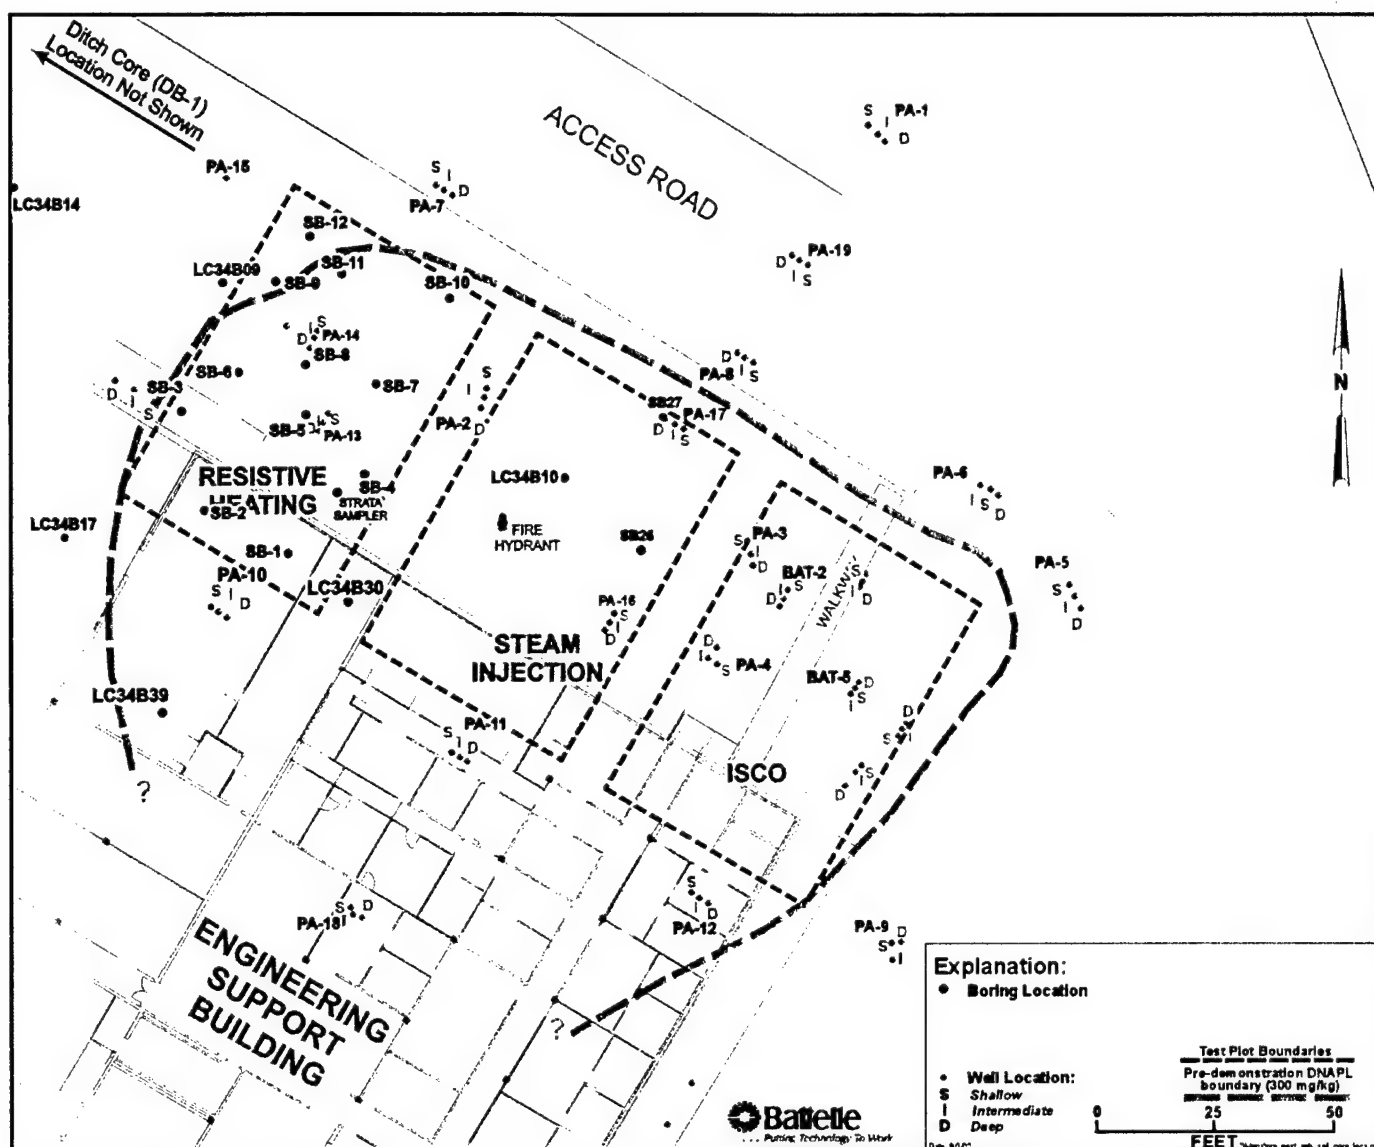 Ditch Core (DB-1)
Location Not Shown
ACCESS ROAD
S
I
PA-1
D
PA-15
S
I
D
PA-7
LC34B14
SB-12
PA-19
D
I
S
LC34B09
SB-9
SB-11
SB-10
I
S
PA-14
D
SB-8
N
D
I
S
PA-8
SB-6
SB-3
D
I
S
SB-7
S
I
PA-2
D
SB27
PA-17
D
I
S
SB-5
I
S
PA-13
PA-6
I
S
D
RESISTIVE
HEATING
SB-4
STRATA
SAMPLER
LC34B10
SB-2
LC34B17
FIRE
HYDRANT
SB26
PA-3
S
I
D
SB-1
PA-10
S
I
D
LC34B30
BAT-2
I
S
D
S
I
D
WALKWAY
PA-5
S
I
D
PA-16
S
I
D
STEAM
INJECTION
D
PA-4
I
S
BAT-5
D
I
S
LC34B39
PA-11
S
I
D
D
S
I
ISCO
S
I
D
?
S
D
I
PA-18
S
I
D
PA-12
PA-9
D
S
I
ENGINEERING
SUPPORT
BUILDING
?
Explanation:
Boring Location
Well Location:
S Shallow
I Intermediate
D Deep
Test Plot Boundaries
Pre-demonstration DNAPL
boundary (300 mg/kg)
0 25 50
FEET
Battelle
... Putting Technology To Work